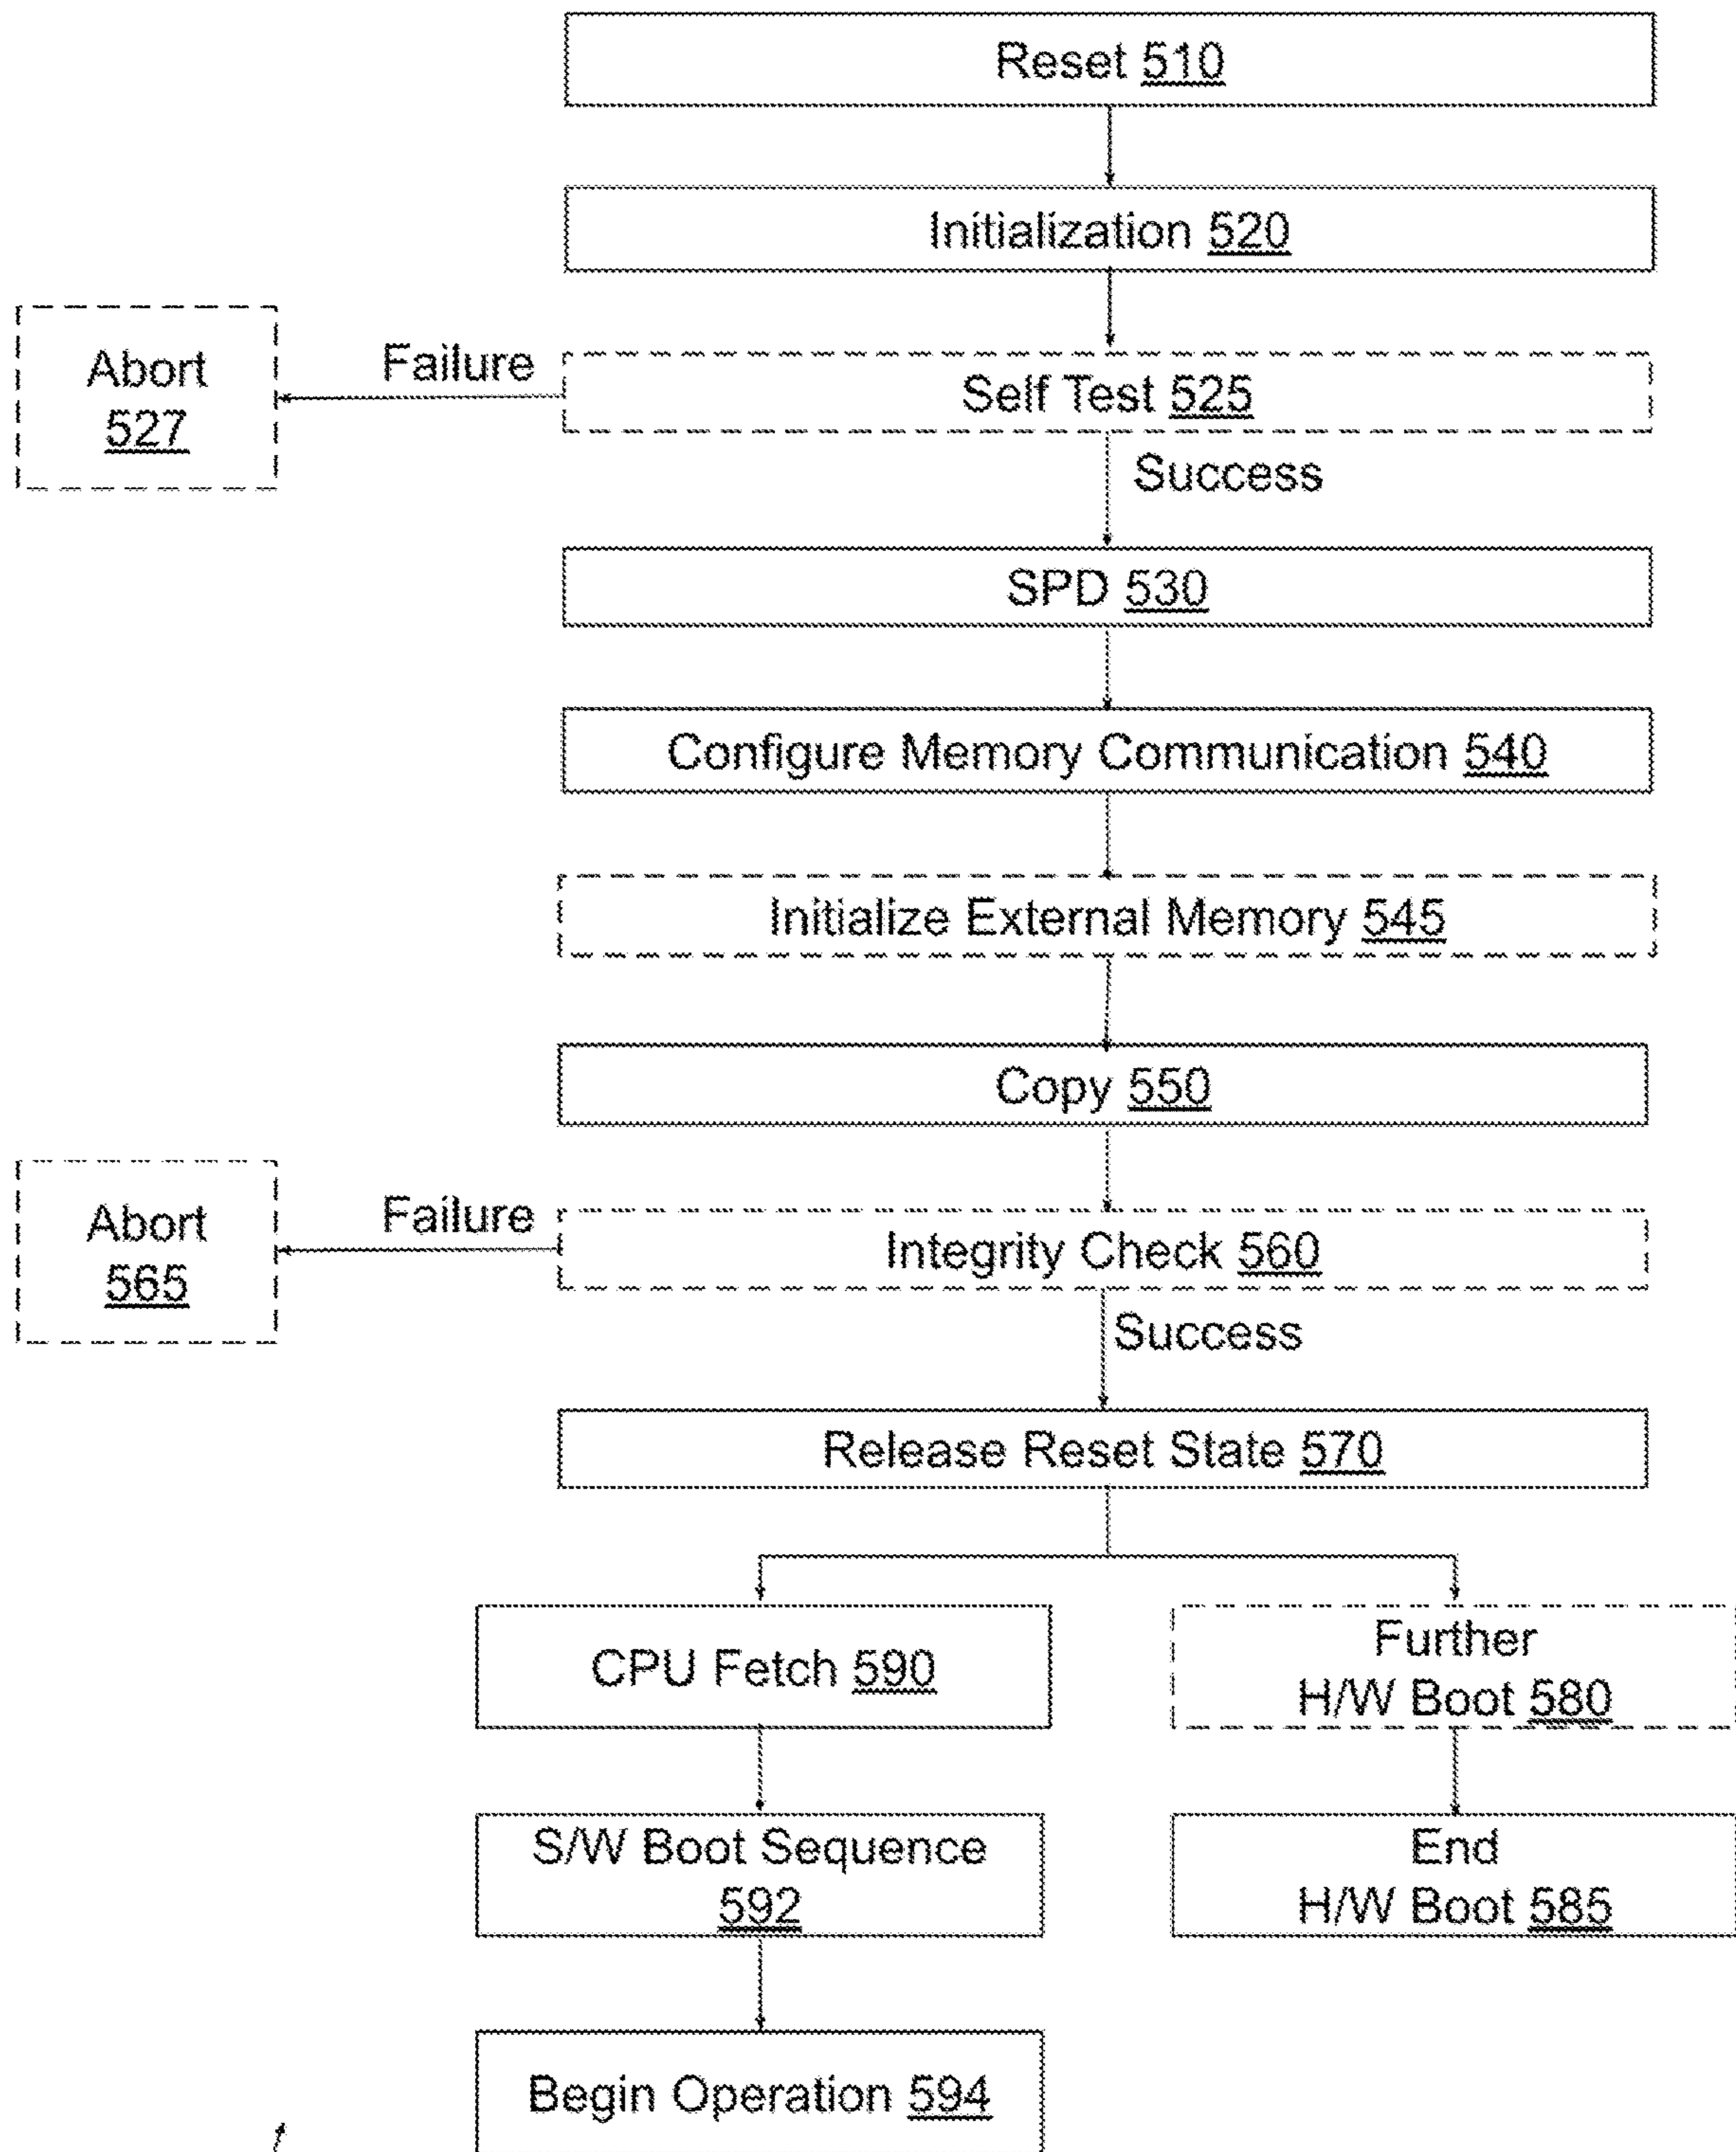 Reset 510
Initialization 520
Abort
527
Failure
Self Test 525
Success
SPD 530
Configure Memory Communication 540
Initialize External Memory 545
Copy 550
Abort
565
Failure
Integrity Check 560
Success
Release Reset State 570
CPU Fetch 590
Further
H/W Boot 580
S/W Boot Sequence
592
End
H/W Boot 585
Begin Operation 594